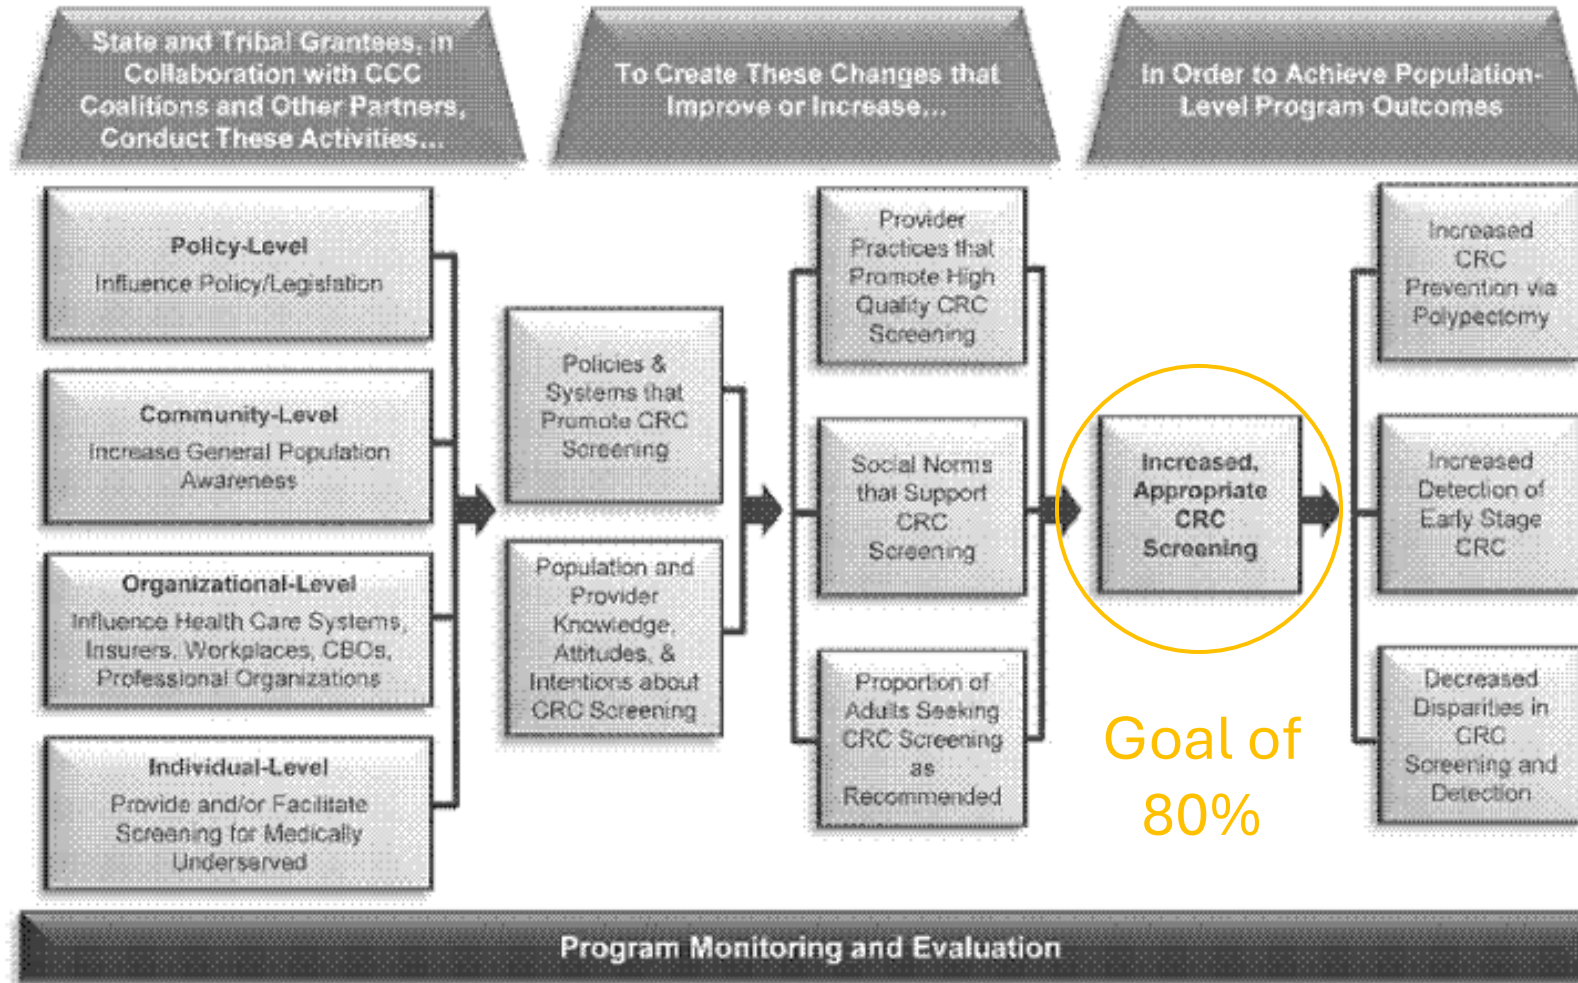 State and Tribal Grantees, in
Collaboration with CCC
Coalitions and Other Partners,
Conduct These Activities...
To Create These Changes that
Improve or Increase...
In Order to Achieve Population-
Level Program Outcomes
Policy-Level
Influence Policy/Legislation
Community-Level
Increase General Population
Awareness
Organizational-Level
Influence Health Care Systems,
Insurers, Workplaces, CBOs,
Professional Organizations
Individual-Level
Provide and/or Facilitate
Screening for Medically
Underserved
Policies &
Systems that
Promote CRC
Screening
Population and
Provider
Knowledge,
Attitudes, &
Intentions about
CRC Screening
Provider
Practices that
Promote High
Quality CRC
Screening
Social Norms
that Support
CRC
Screening
Proportion of
Adults Seeking
CRC Screening
as
Recommended
Increased,
Appropriate
CRC
Screening
Goal of
80%
Increased
CRC
Prevention via
Polypectomy
Increased
Detection of
Early Stage
CRC
Decreased
Disparities in
CRC
Screening and
Detection
Program Monitoring and Evaluation